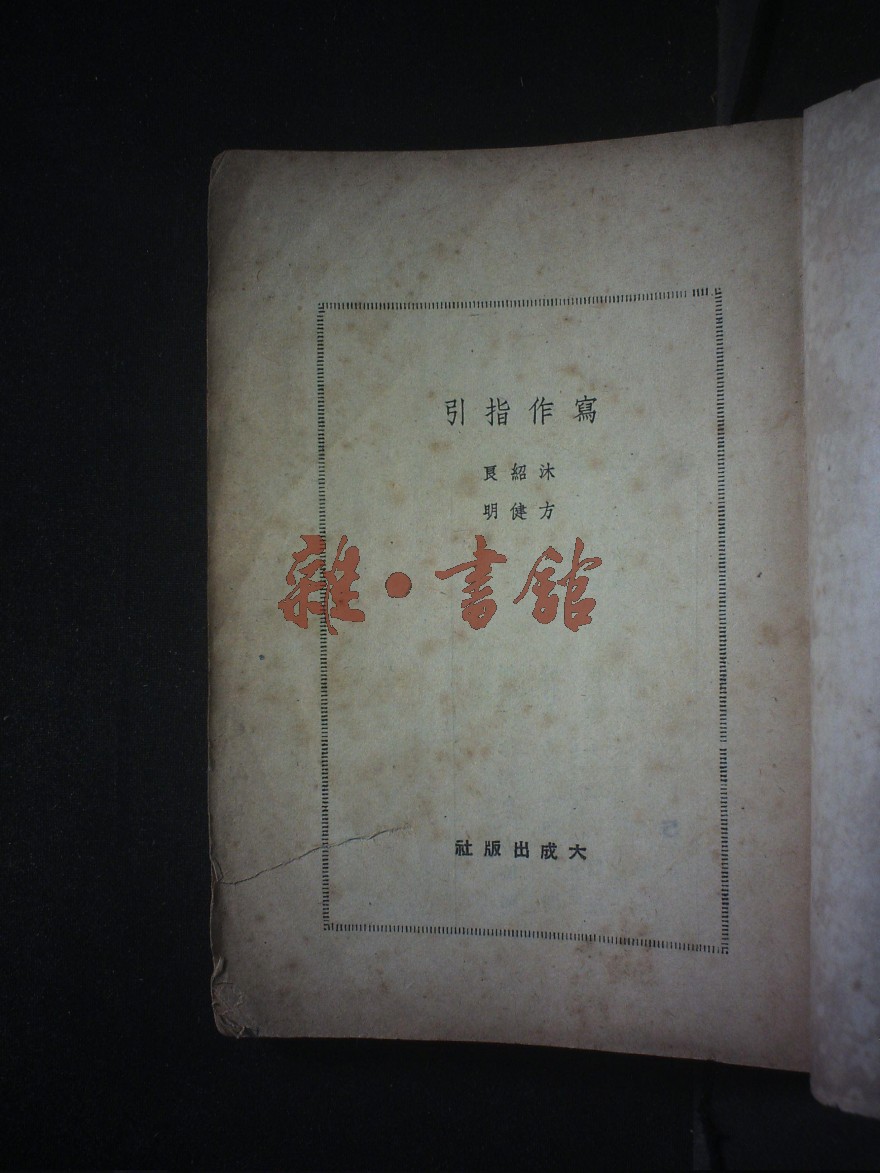 寫作指引
沐紹良
方健明
雜·書館
大成出版社